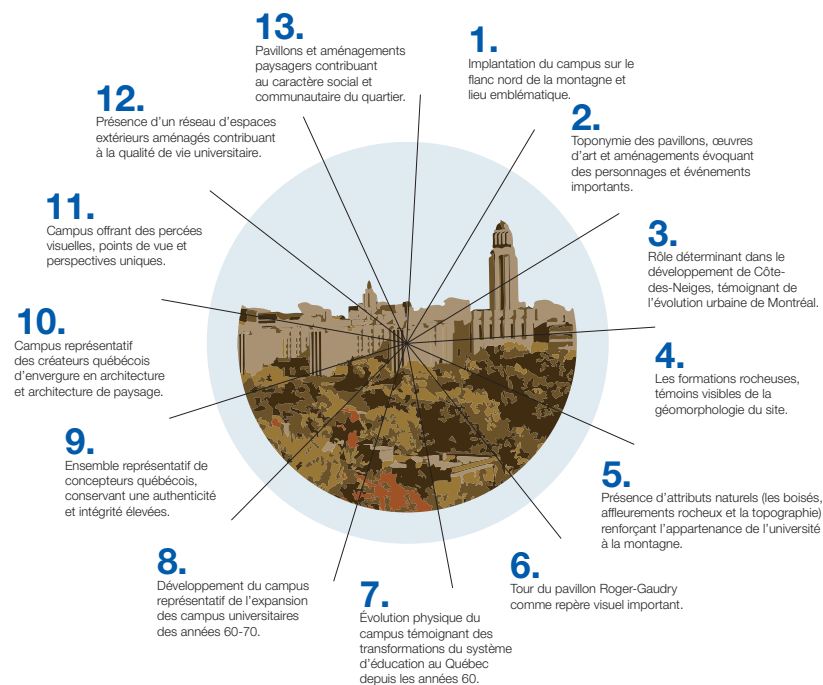 1.
Implantation du campus sur le
flanc nord de la montagne et
lieu emblématique.
2.
Toponymie des pavillons, œuvres
d'art et aménagements évoquant
des personnages et événements
importants.
3.
Rôle déterminant dans le
développement de Côte-
des-Neiges, témoignant de
l'évolution urbaine de Montréal.
4.
Les formations rocheuses,
témoins visibles de la
géomorphologie du site.
5.
Présence d'attributs naturels (les boisés,
affleurements rocheux et la topographie)
renforçant l'appartenance de l'université
à la montagne.
6.
Tour du pavillon Roger-Gaudry
comme repère visuel important.
7.
Évolution physique du
campus témoignant des
transformations du système
d'éducation au Québec
depuis les années 60.
8.
Développement du campus
représentatif de l'expansion
des campus universitaires
des années 60-70.
9.
Ensemble représentatif de
concepteurs québécois,
conservant une authenticité
et intégrité élevées.
10.
Campus représentatif
des créateurs québécois
d'envergure en architecture
et architecture de paysage.
11.
Campus offrant des percées
visuelles, points de vue et
perspectives uniques.
12.
Présence d'un réseau d'espaces
extérieurs aménagés contribuant
à la qualité de vie universitaire.
13.
Pavillons et aménagements
paysagers contribuant
au caractère social et
communautaire du quartier.